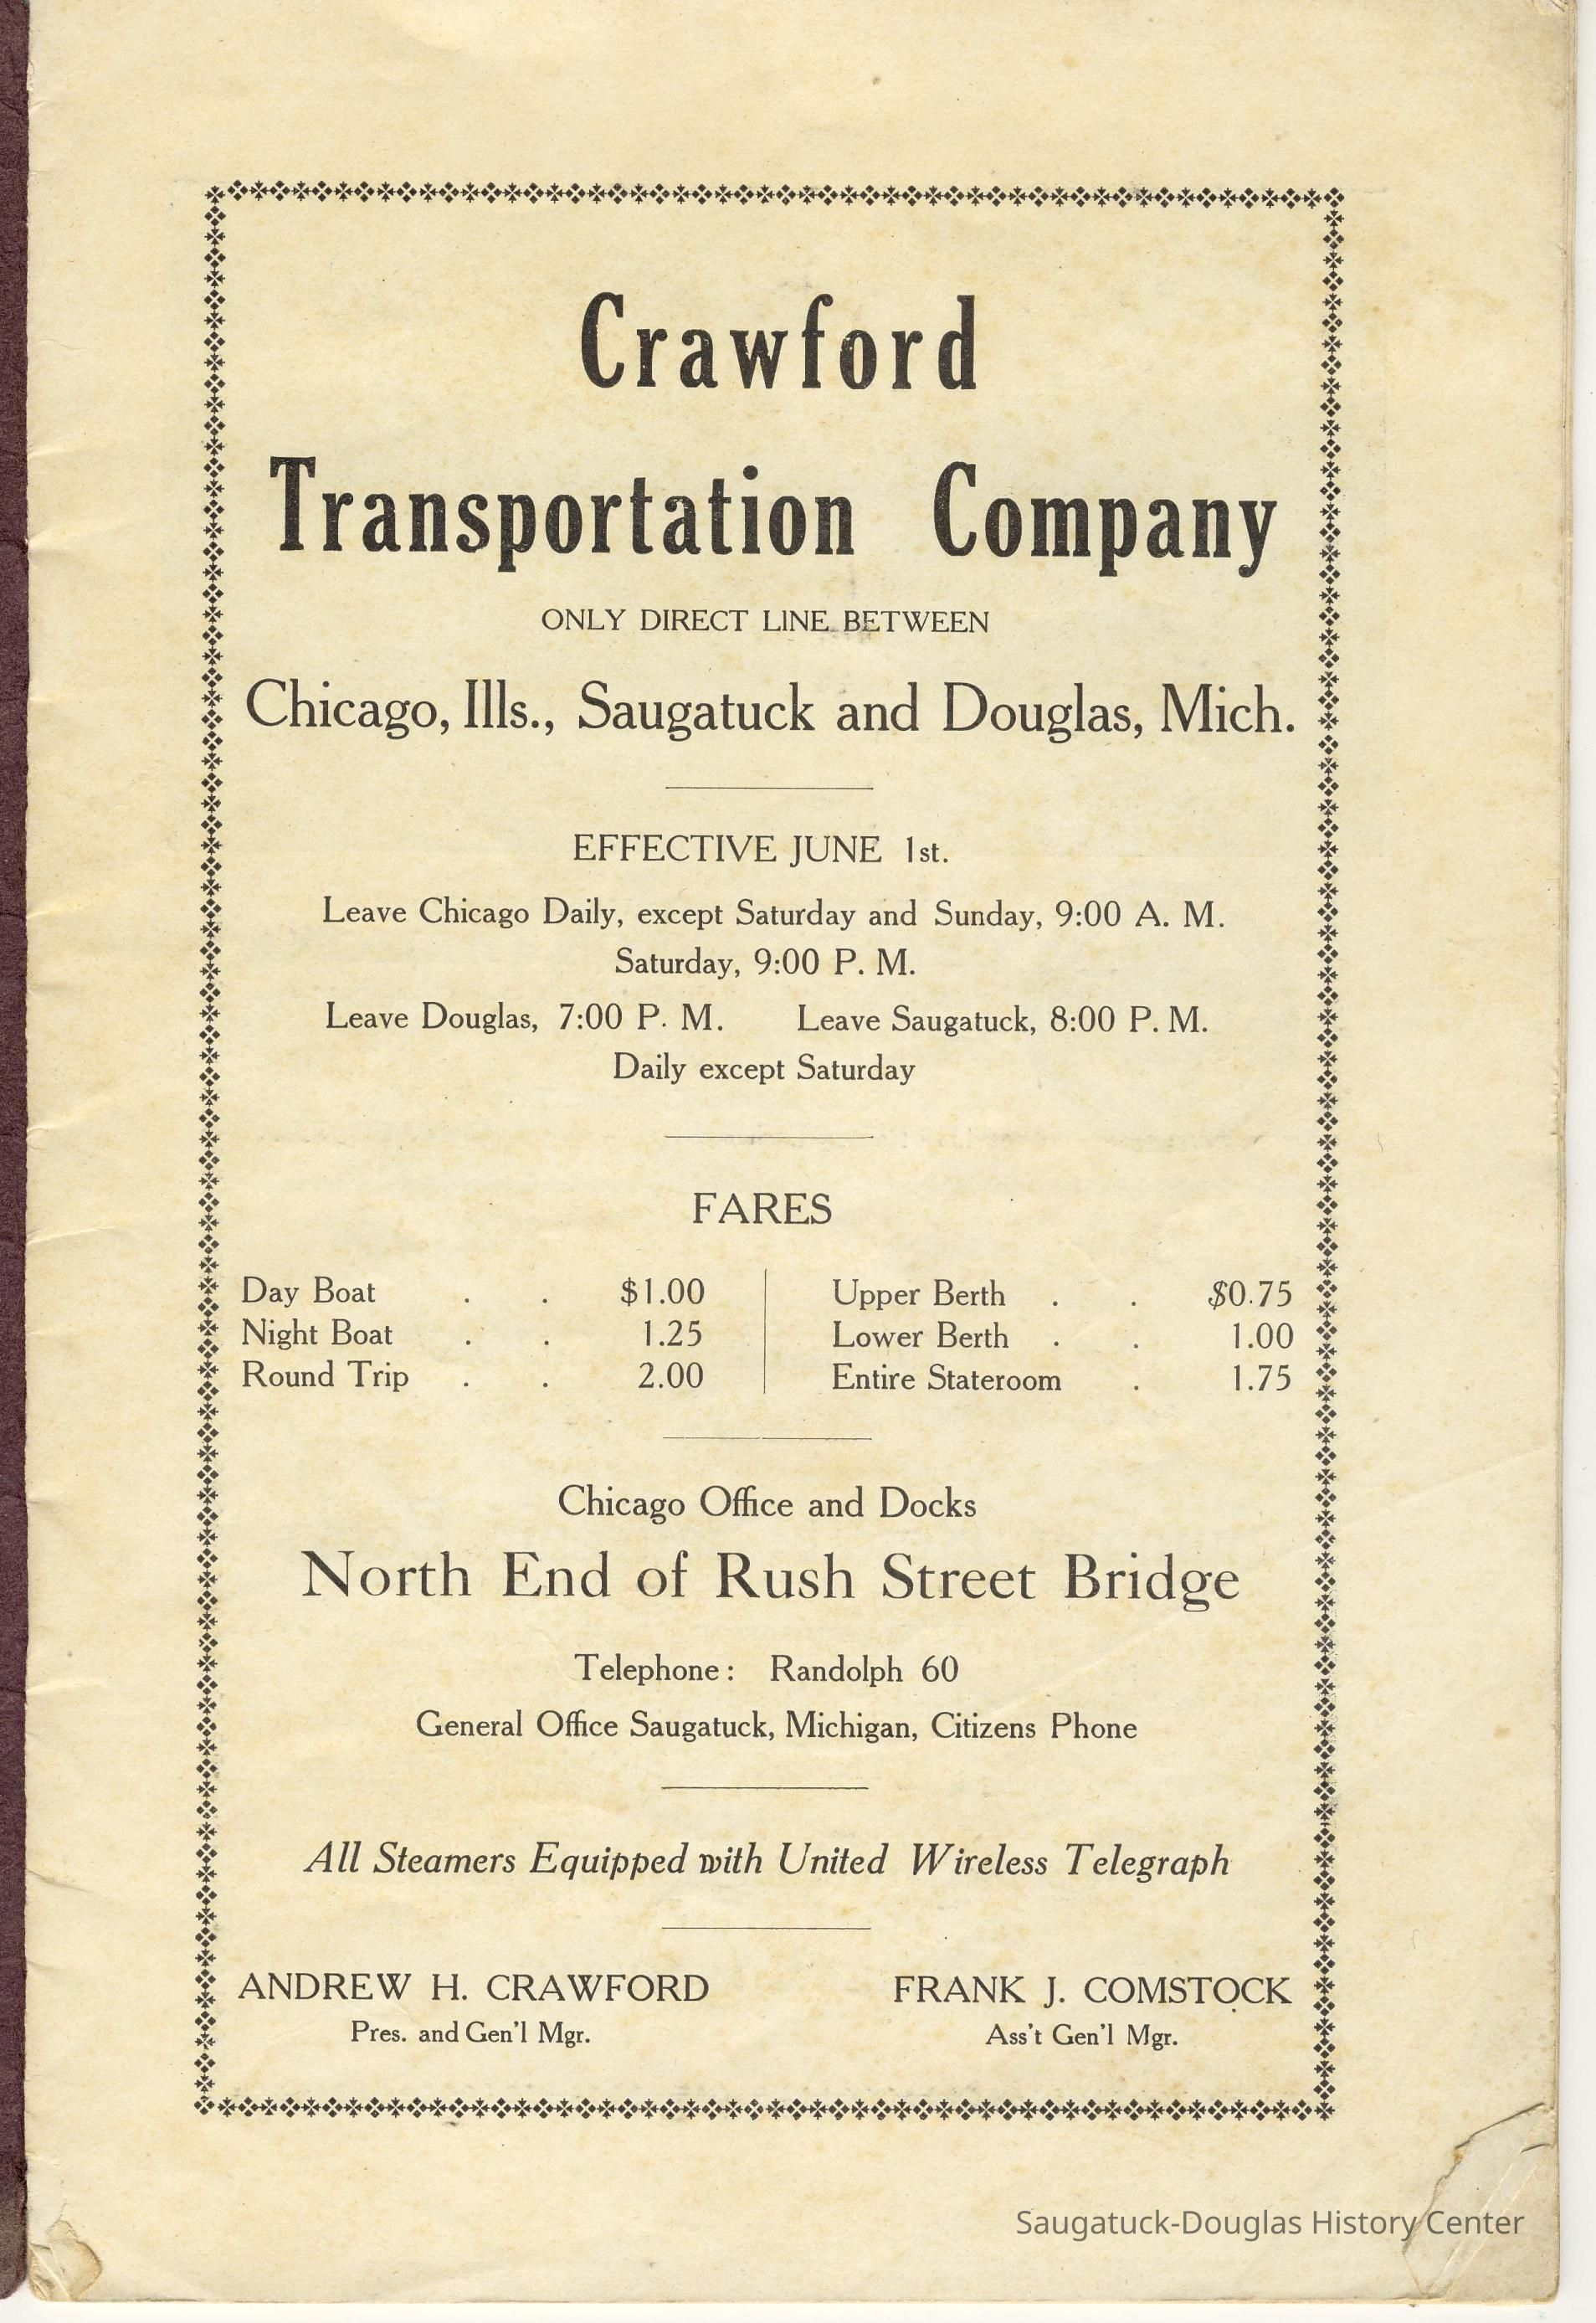 Crawford
Transportation Company
ONLY DIRECT LINE BETWEEN
Chicago, Ills., Saugatuck and Douglas, Mich.
EFFECTIVE JUNE 1st.
Leave Chicago Daily, except Saturday and Sunday, 9:00 A. M.
Saturday, 9:00 P. M.
Leave Douglas, 7:00 P. M. Leave Saugatuck, 8:00 P. M.
Daily except Saturday
FARES
Day Boat . . $1.00 Upper Berth . . $0.75
Night Boat . . 1.25 Lower Berth . . 1.00
Round Trip . . 2.00 Entire Stateroom . 1.75
Chicago Office and Docks
North End of Rush Street Bridge
Telephone: Randolph 60
General Office Saugatuck, Michigan, Citizens Phone
All Steamers Equipped with United Wireless Telegraph
ANDREW H. CRAWFORD FRANK J. COMSTOCK
Pres. and Gen'l Mgr. Ass't Gen'l Mgr.
Saugatuck-Douglas History Center